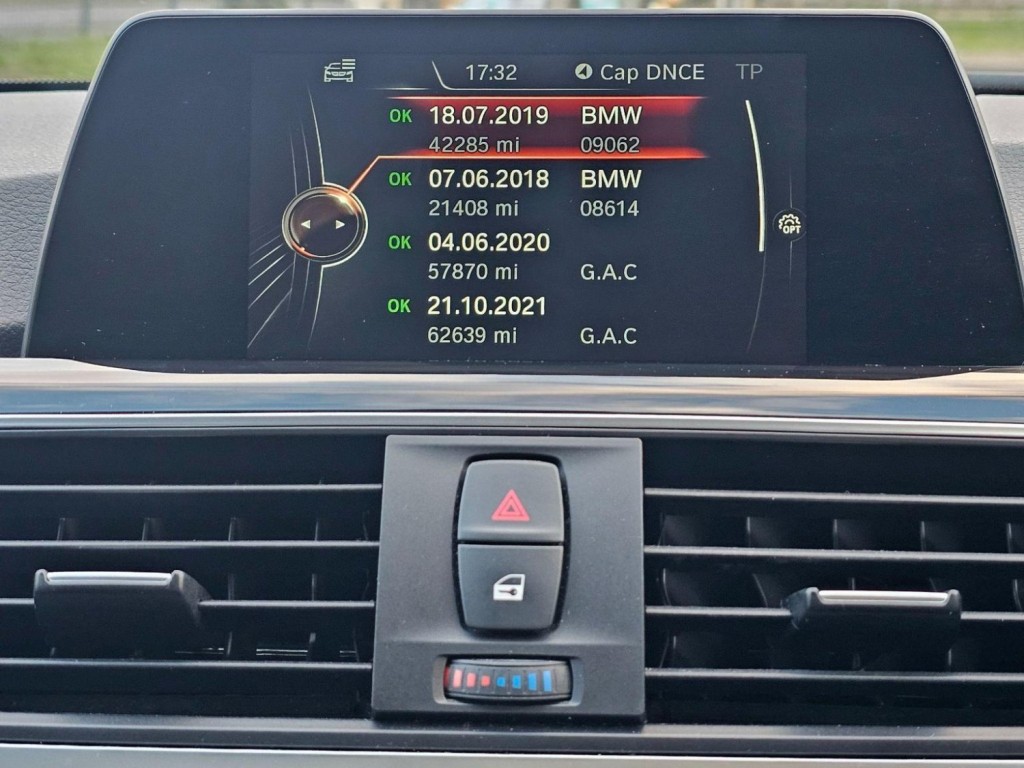 17:32 Cap DNCE TP
OK 18.07.2019 BMW
42285 mi 09062
OK 07.06.2018 BMW
21408 mi 08614
OK 04.06.2020
57870 mi G.A.C
OPT
OK 21.10.2021
62639 mi G.A.C